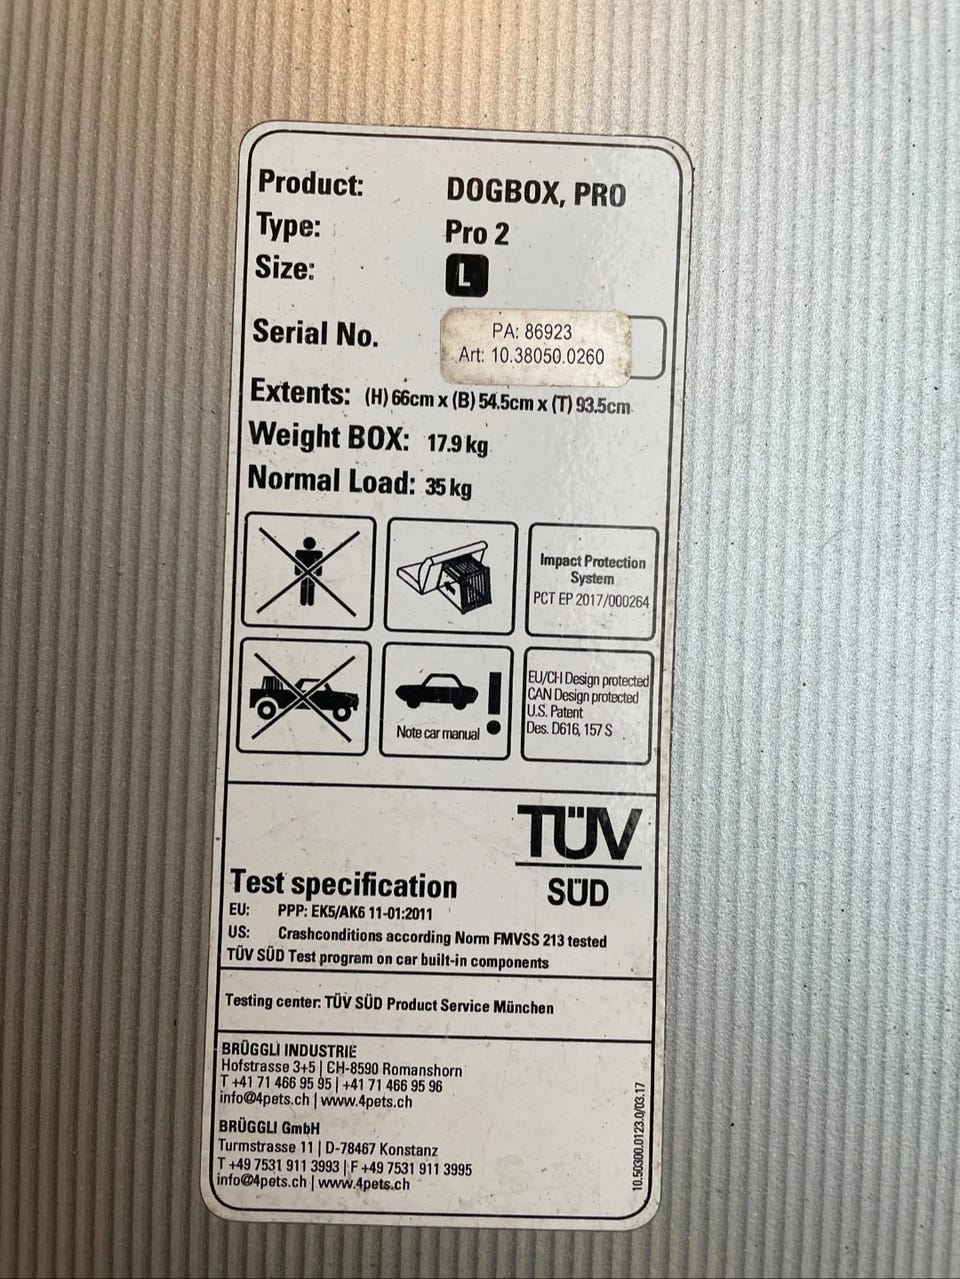 Product: DOGBOX, PRO
Type: Pro 2
Size: L
Serial No. PA: 86923
Art: 10.38050.0260
Extents: (H) 66cm x (B) 54.5cm x (T) 93.5cm
Weight BOX: 17.9 kg
Normal Load: 35 kg
Impact Protection
System
PCT EP 2017/000264
Note car manual !
EU/CH Design protected
CAN Design protected
U.S. Patent
Des. D616, 157 S
TÜV
SÜD
Test specification
EU: PPP: EK5/AK6 11-01:2011
US: Crashconditions according Norm FMVSS 213 tested
TÜV SÜD Test program on car built-in components
Testing center: TÜV SÜD Product Service München
BRÜGGLI INDUSTRIE
Hofstrasse 3+5 | CH-8590 Romanshorn
T +41 71 466 95 95 | +41 71 466 95 96
info@4pets.ch | www.4pets.ch
BRÜGGLI GmbH
Turmstrasse 11 | D-78467 Konstanz
T +49 7531 911 3993 | F +49 7531 911 3995
info@4pets.ch | www.4pets.ch
10.50300.0123.0/03.17